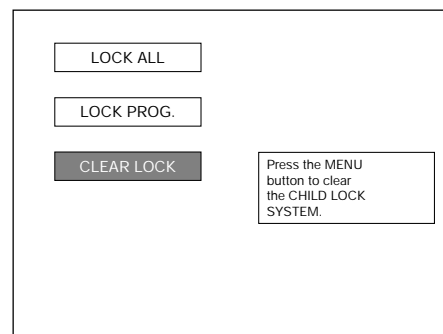 LOCK ALL
LOCK PROG.
CLEAR LOCK
Press the MENU
button to clear
the CHILD LOCK
SYSTEM.